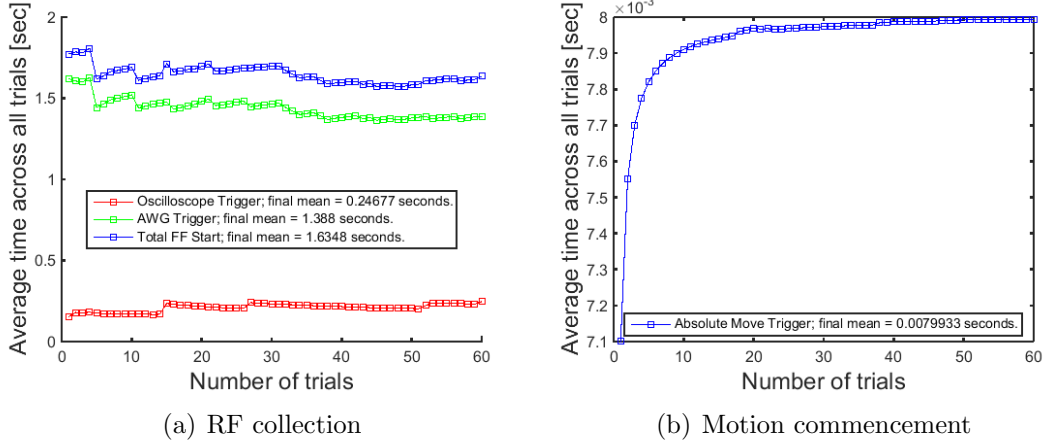 Average time across all trials [sec]
2
1.5
1
0.5
0
Oscilloscope Trigger; final mean = 0.24677 seconds.
AWG Trigger; final mean = 1.388 seconds.
Total FF Start; final mean = 1.6348 seconds.
0 10 20 30 40 50 60
Number of trials
(a) RF collection
Average time across all trials [sec]
×10⁻³
8
7.9
7.8
7.7
7.6
7.5
7.4
7.3
7.2
7.1
Absolute Move Trigger; final mean = 0.0079933 seconds.
0 10 20 30 40 50 60
Number of trials
(b) Motion commencement